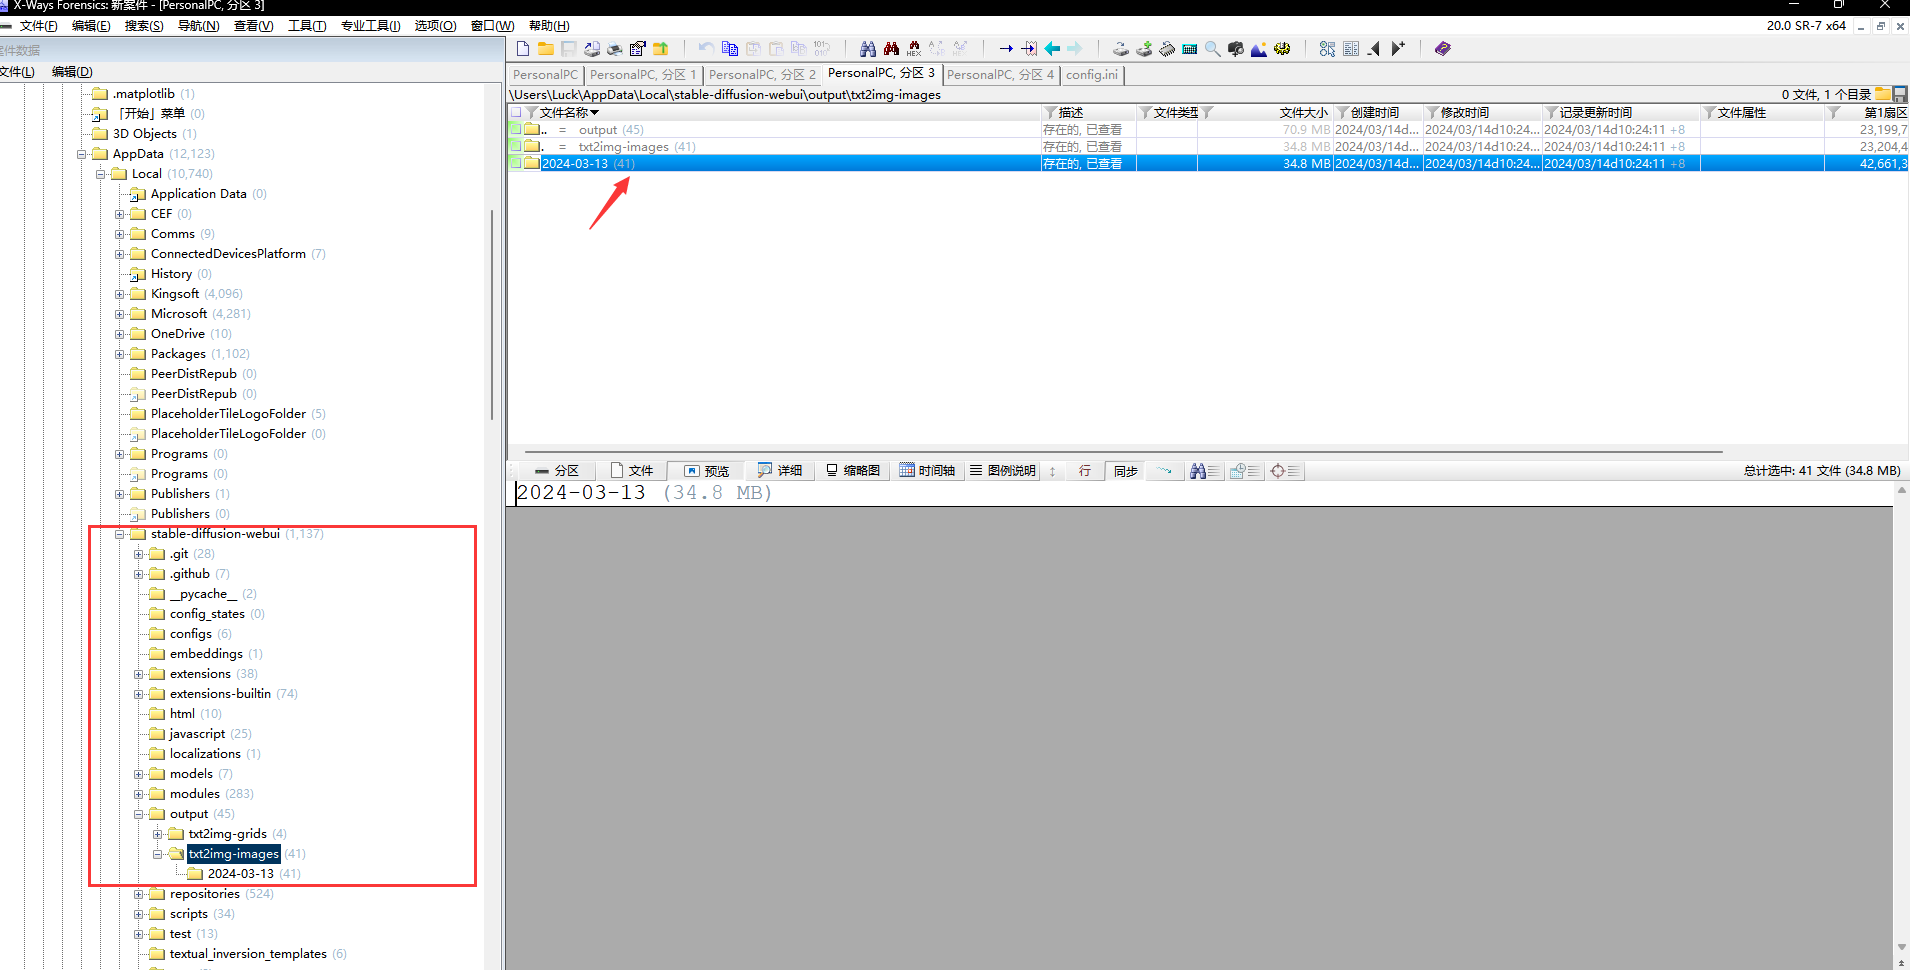 X-Ways Forensics: 新案件 - [PersonalPC, 分区 3]
文件(F) 编辑(E) 搜索(S) 导航(N) 查看(V) 工具(T) 专业工具(I) 选项(O) 窗口(W) 帮助(H) 20.0 SR-7 x64
件数据
文件(L) 编辑(D)
.matplotlib (1)
「开始」菜单 (0)
3D Objects (1)
AppData (12,123)
Local (10,740)
Application Data (0)
CEF (0)
Comms (9)
ConnectedDevicesPlatform (7)
History (0)
Kingsoft (4,096)
Microsoft (4,281)
OneDrive (10)
Packages (1,102)
PeerDistRepub (0)
PeerDistRepub (0)
PlaceholderTileLogoFolder (5)
PlaceholderTileLogoFolder (0)
Programs (0)
Programs (0)
Publishers (1)
Publishers (0)
stable-diffusion-webui (1,137)
.git (28)
.github (7)
__pycache__ (2)
config_states (0)
configs (6)
embeddings (1)
extensions (38)
extensions-builtin (74)
html (10)
javascript (25)
localizations (1)
models (7)
modules (283)
output (45)
txt2img-grids (4)
txt2img-images (41)
2024-03-13 (41)
repositories (524)
scripts (34)
test (13)
textual_inversion_templates (6)
PersonalPC PersonalPC, 分区 1 PersonalPC, 分区 2 PersonalPC, 分区 3 PersonalPC, 分区 4 config.ini
\Users\Luck\AppData\Local\stable-diffusion-webui\output\txt2img-images 0 文件, 1 个目录
文件名称 描述 文件类型 文件大小 创建时间 修改时间 记录更新时间 文件属性 第1扇区
.. = output (45) 存在的, 已查看 70.9 MB 2024/03/14d... 2024/03/14d10:24... 2024/03/14d10:24:11 +8 23,199,7
. = txt2img-images (41) 存在的, 已查看 34.8 MB 2024/03/14d... 2024/03/14d10:24... 2024/03/14d10:24:11 +8 23,204,4
2024-03-13 (41) 存在的, 已查看 34.8 MB 2024/03/14d... 2024/03/14d10:24... 2024/03/14d10:24:11 +8 42,661,3
分区 文件 预览 详细 缩略图 时间轴 图例说明 行 同步 总计选中: 41 文件 (34.8 MB)
2024-03-13 (34.8 MB)